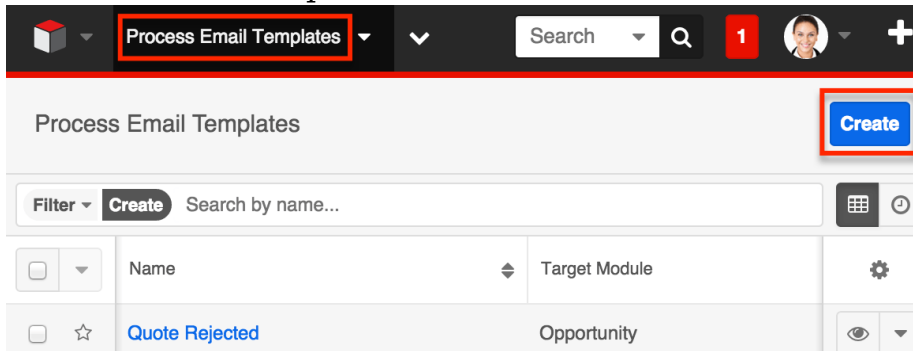 Process Email Templates Search 1
Process Email Templates Create
Filter Create Search by name...
Name Target Module
Quote Rejected Opportunity